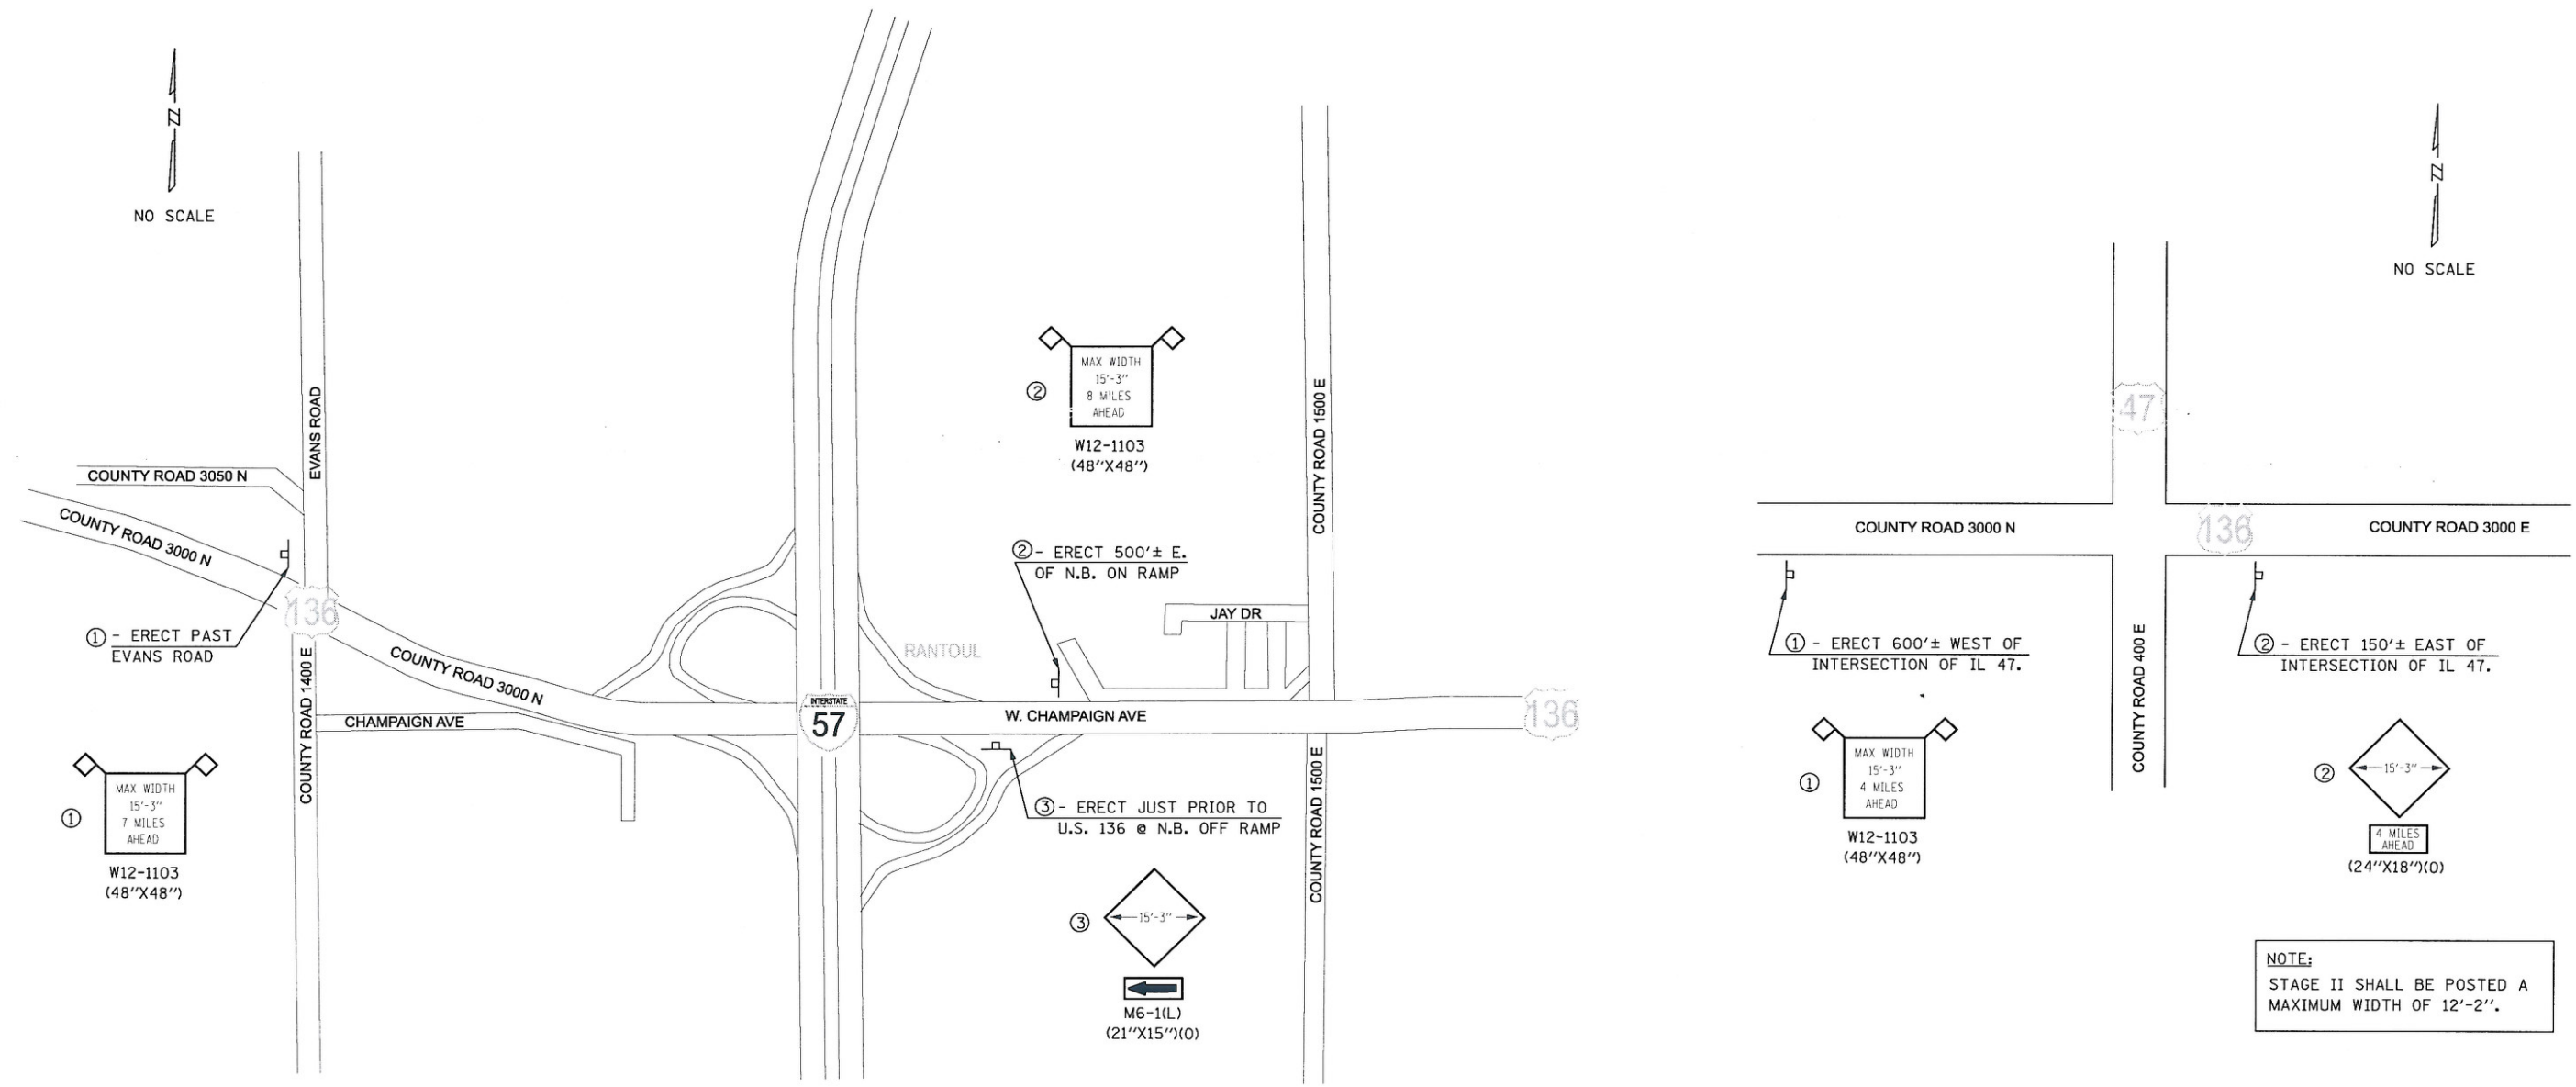 N
NO SCALE
EVANS ROAD
COUNTY ROAD 3050 N
COUNTY ROAD 3000 N
136
① - ERECT PAST
EVANS ROAD
COUNTY ROAD 1400 E
COUNTY ROAD 3000 N
CHAMPAIGN AVE
①
MAX WIDTH
15'-3"
7 MILES
AHEAD
W12-1103
(48"X48")
INTERSTATE
57
②
MAX WIDTH
15'-3"
8 MILES
AHEAD
W12-1103
(48"X48")
② - ERECT 500'± E.
OF N.B. ON RAMP
RANTOUL
JAY DR
COUNTY ROAD 1500 E
W. CHAMPAIGN AVE
136
③ - ERECT JUST PRIOR TO
U.S. 136 @ N.B. OFF RAMP
COUNTY ROAD 1500 E
③
15'-3"
M6-1(L)
(21"X15")(O)
N
NO SCALE
47
COUNTY ROAD 3000 N
136
COUNTY ROAD 3000 E
① - ERECT 600'± WEST OF
INTERSECTION OF IL 47.
COUNTY ROAD 400 E
② - ERECT 150'± EAST OF
INTERSECTION OF IL 47.
①
MAX WIDTH
15'-3"
4 MILES
AHEAD
W12-1103
(48"X48")
②
15'-3"
4 MILES
AHEAD
(24"X18")(O)
NOTE:
STAGE II SHALL BE POSTED A
MAXIMUM WIDTH OF 12'-2".